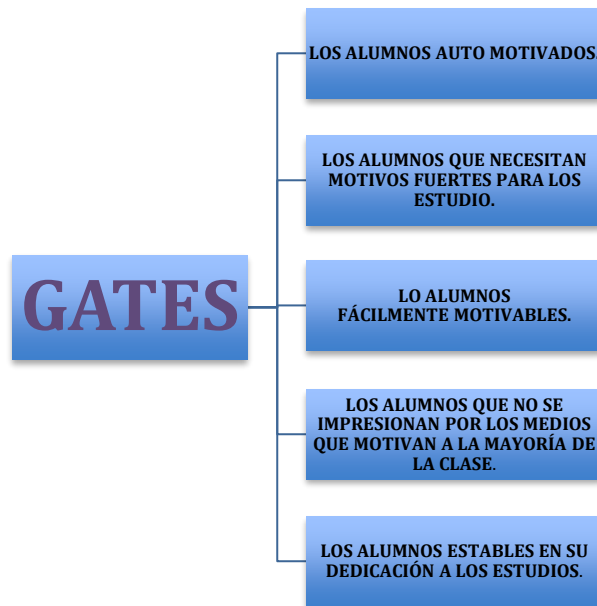 GATES
LOS ALUMNOS AUTO MOTIVADOS.
LOS ALUMNOS QUE NECESITAN
MOTIVOS FUERTES PARA LOS
ESTUDIO.
LO ALUMNOS
FÁCILMENTE MOTIVABLES.
LOS ALUMNOS QUE NO SE
IMPRESIONAN POR LOS MEDIOS
QUE MOTIVAN A LA MAYORÍA DE
LA CLASE.
LOS ALUMNOS ESTABLES EN SU
DEDICACIÓN A LOS ESTUDIOS.